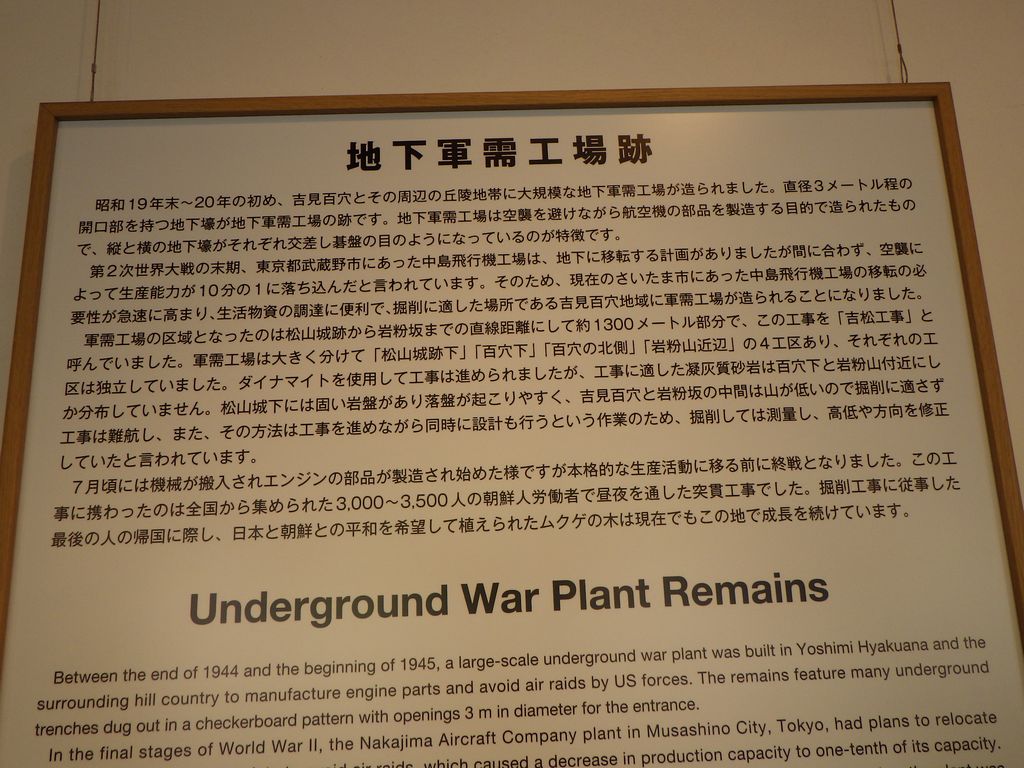 地下軍需工場跡
昭和19年末～20年の初め、吉見百穴とその周辺の丘陵地帯に大規模な地下軍需工場が造られました。直径3メートル程の
開口部を持つ地下壕が地下軍需工場の跡です。地下軍需工場は空襲を避けながら航空機の部品を製造する目的で造られたもの
で、縦と横の地下壕がそれぞれ交差し碁盤の目のようになっているのが特徴です。
第2次世界大戦の末期、東京都武蔵野市にあった中島飛行機工場は、地下に移転する計画がありましたが間に合わず、空襲に
よって生産能力が10分の1に落ち込んだと言われています。そのため、現在のさいたま市にあった中島飛行機工場の移転の必
要性が急速に高まり、生活物資の調達に便利で、掘削に適した場所である吉見百穴地域に軍需工場が造られることになりました。
軍需工場の区域となったのは松山城跡から岩粉坂までの直線距離にして約1300メートル部分で、この工事を「吉松工事」と
呼んでいました。軍需工場は大きく分けて「松山城跡下」「百穴下」「百穴の北側」「岩粉山近辺」の4工区あり、それぞれの工
区は独立していました。ダイナマイトを使用して工事は進められましたが、工事に適した凝灰質砂岩は百穴下と岩粉山付近にし
か分布していません。松山城下には固い岩盤があり落盤が起こりやすく、吉見百穴と岩粉坂の中間は山が低いので掘削に適さず
工事は難航し、また、その方法は工事を進めながら同時に設計も行うという作業のため、掘削しては測量し、高低や方向を修正
していたと言われています。
7月頃には機械が搬入されエンジンの部品が製造され始めた様ですが本格的な生産活動に移る前に終戦となりました。この工
事に携わったのは全国から集められた3,000～3,500人の朝鮮人労働者で昼夜を通した突貫工事でした。掘削工事に従事した
最後の人の帰国に際し、日本と朝鮮との平和を希望して植えられたムクゲの木は現在でもこの地で成長を続けています。
Underground War Plant Remains
Between the end of 1944 and the beginning of 1945, a large-scale underground war plant was built in Yoshimi Hyakuana and the
surrounding hill country to manufacture engine parts and avoid air raids by US forces. The remains feature many underground
trenches dug out in a checkerboard pattern with openings 3 m in diameter for the entrance.
In the final stages of World War II, the Nakajima Aircraft Company plant in Musashino City, Tokyo, had plans to relocate
air raids, which caused a decrease in production capacity to one-tenth of its capacity.